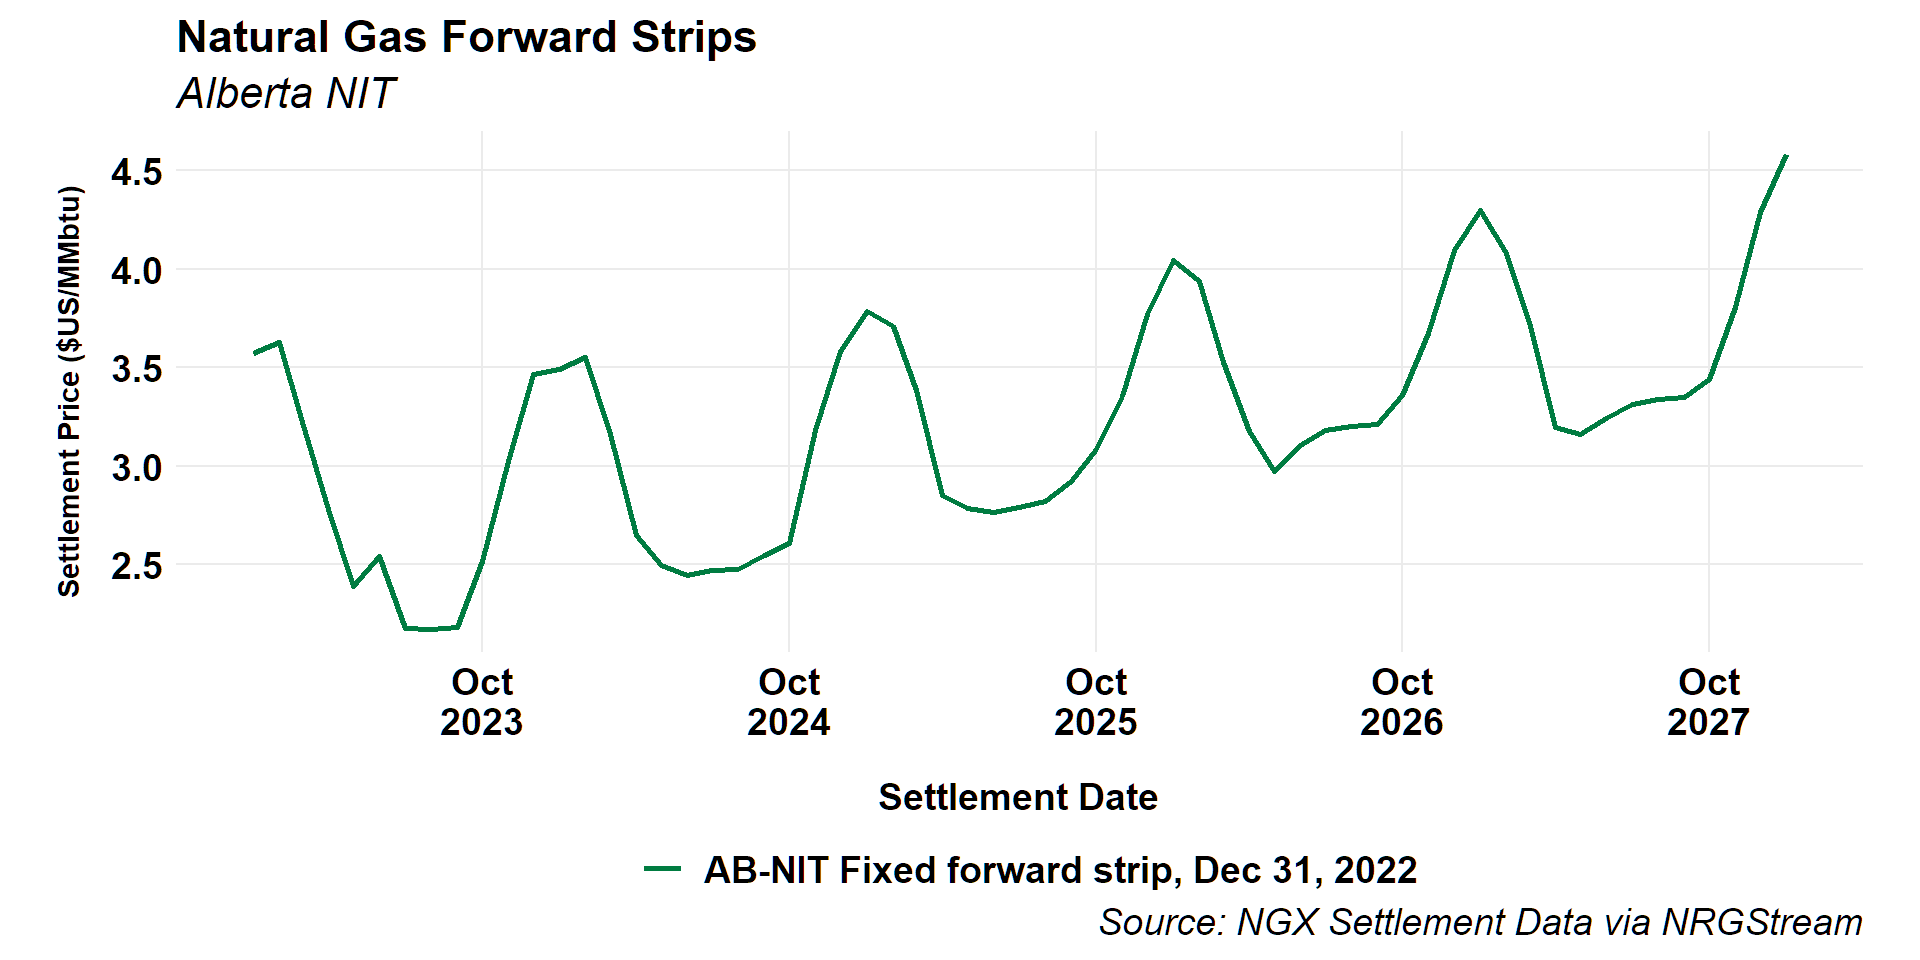 Natural Gas Forward Strips
Alberta NIT
Settlement Price ($US/MMbtu)
4.5
4.0
3.5
3.0
2.5
Oct Oct Oct Oct Oct
2023 2024 2025 2026 2027
Settlement Date
AB-NIT Fixed forward strip, Dec 31, 2022
Source: NGX Settlement Data via NRGStream